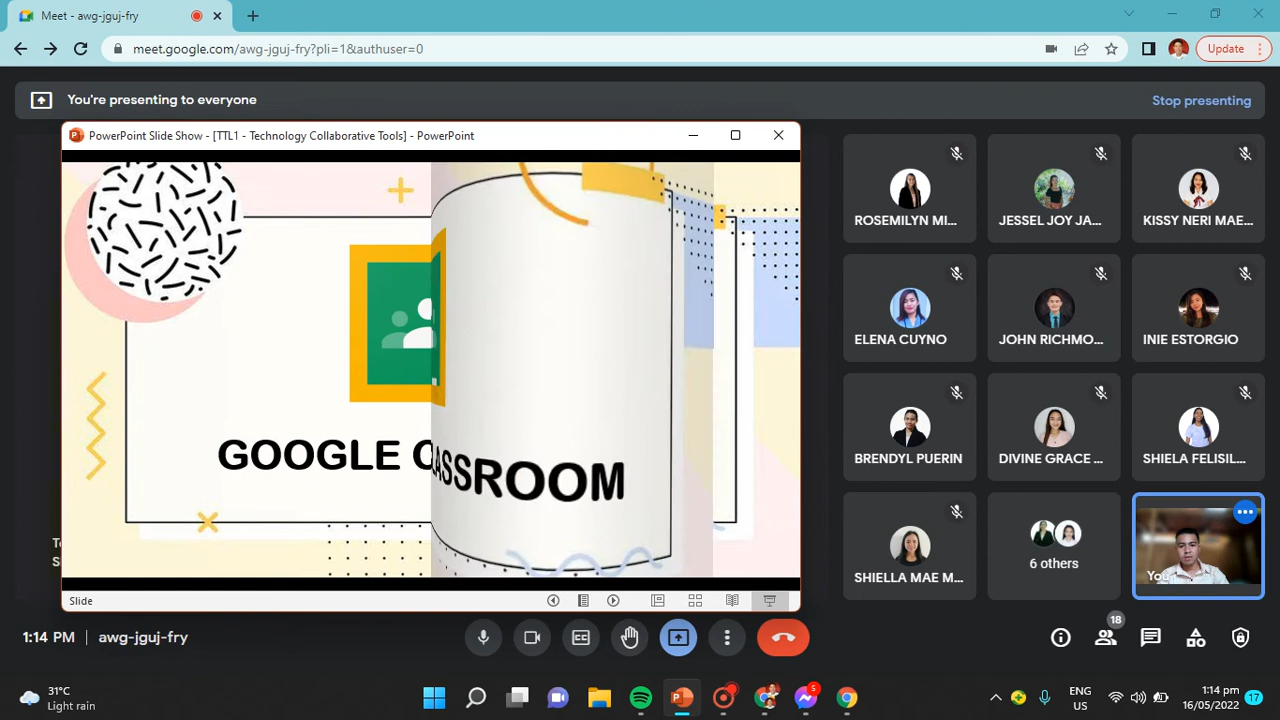 Meet - awg-jguj-fry
meet.google.com/awg-jguj-fry?pli=1&authuser=0
Update
You're presenting to everyone
Stop presenting
PowerPoint Slide Show - [TTL1 - Technology Collaborative Tools] - PowerPoint
GOOGLE CLASSROOM
Slide
ROSEMILYN MI...
JESSEL JOY JA...
KISSY NERI MAE...
ELENA CUYNO
JOHN RICHMO...
INIE ESTORGIO
BRENDYL PUERIN
DIVINE GRACE ...
SHIELA FELISIL...
SHIELLA MAE M...
6 others
You
1:14 PM | awg-jguj-fry
18
31°C
Light rain
5
ENG
US
1:14 pm
16/05/2022
17